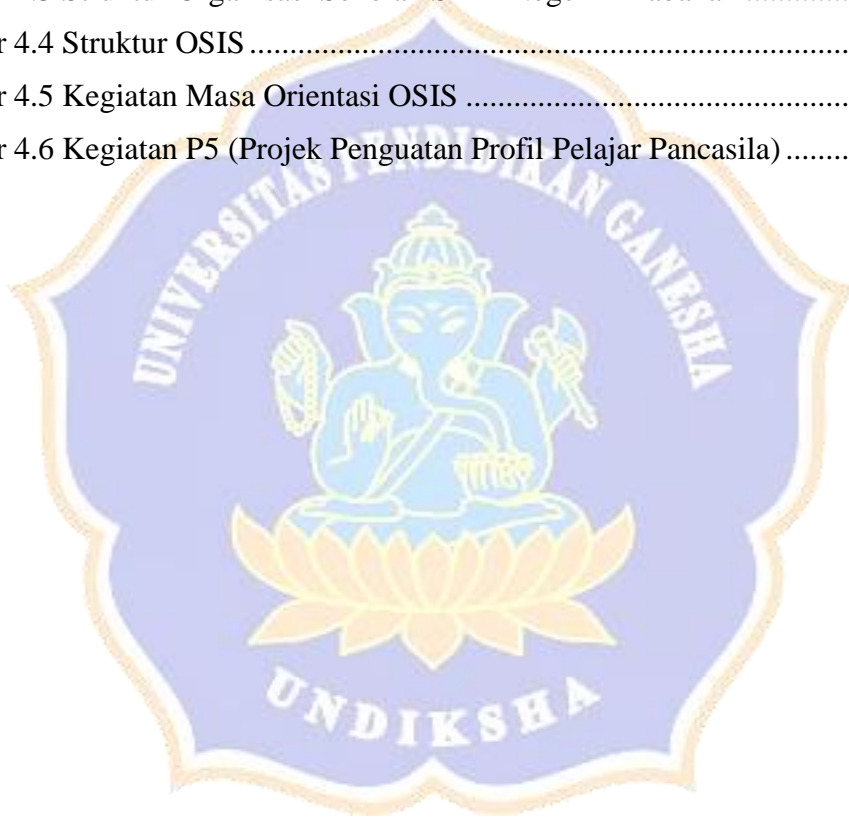 r 4.4 Struktur OSIS ...........................................................................
r 4.5 Kegiatan Masa Orientasi OSIS ................................................
r 4.6 Kegiatan P5 (Projek Penguatan Profil Pelajar Pancasila) ........
UNIVERSITAS PENDIDIKAN GANESHA
UNDIKSHA